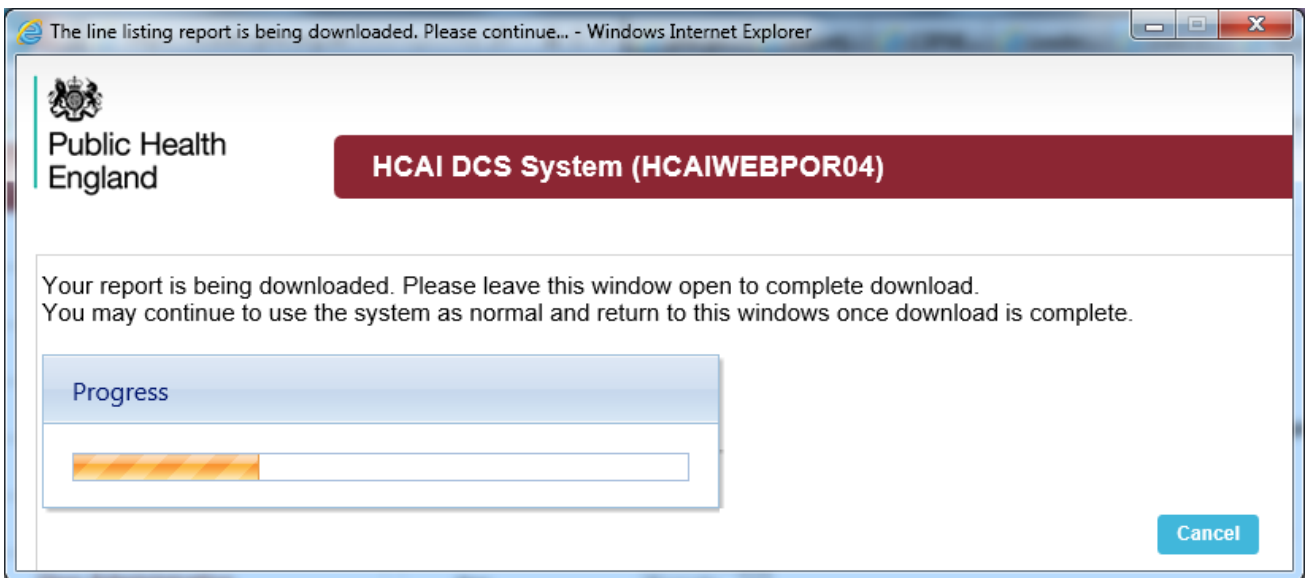 The line listing report is being downloaded. Please continue... - Windows Internet Explorer
Public Health
England
HCAI DCS System (HCAIWEBPOR04)
Your report is being downloaded. Please leave this window open to complete download.
You may continue to use the system as normal and return to this windows once download is complete.
Progress
Cancel